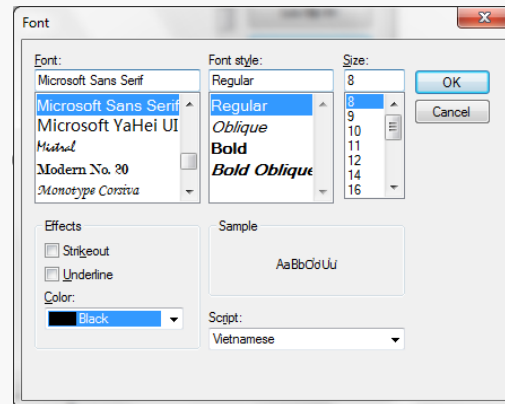 Font
Font:
Microsoft Sans Serif
Microsoft Sans Serif
Microsoft YaHei UI
Mistral
Modern No. 20
Monotype Corsiva
Font style:
Regular
Regular
Oblique
Bold
Bold Oblique
Size:
8
8
9
10
11
12
14
16
OK
Cancel
Effects
Strikeout
Underline
Color:
Black
Sample
AaBbƠơƯư
Script:
Vietnamese